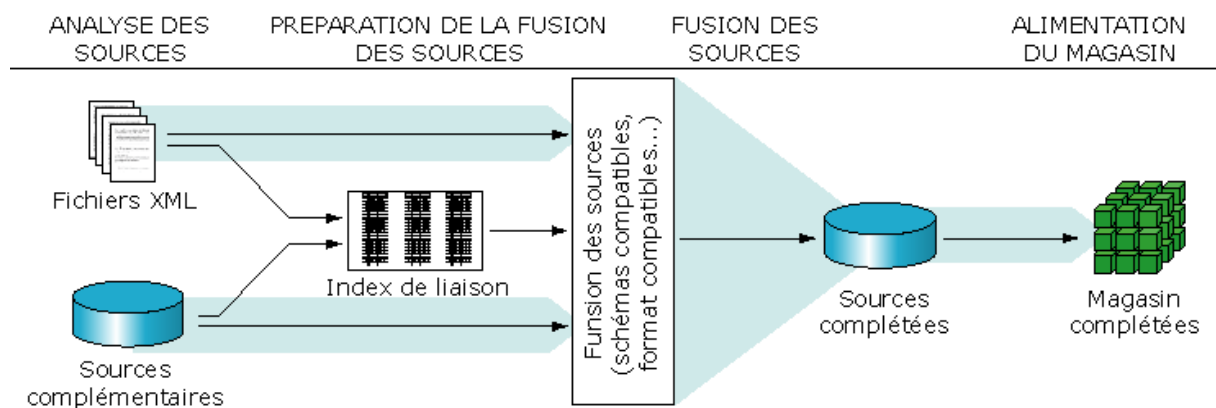 ANALYSE DES
SOURCES
PREPARATION DE LA FUSION
DES SOURCES
FUSION DES
SOURCES
ALIMENTATION
DU MAGASIN
Fichiers XML
Index de liaison
Sources
complémentaires
Funsion des sources
(schémas compatibles,
format compatibles...)
Sources
complétées
Magasin
complétées